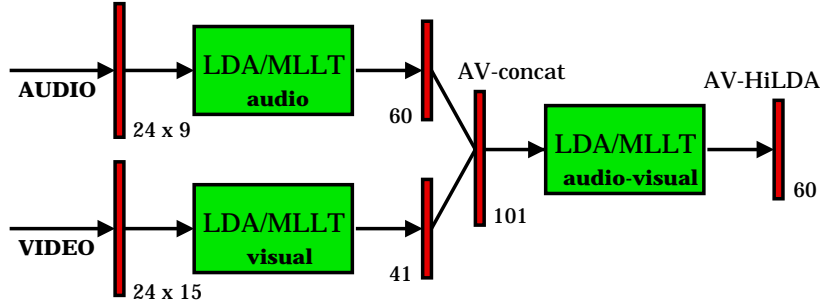 AUDIO
24 x 9
LDA/MLLT
audio
60
AV-concat
101
LDA/MLLT
audio-visual
AV-HiLDA
60
VIDEO
24 x 15
LDA/MLLT
visual
41